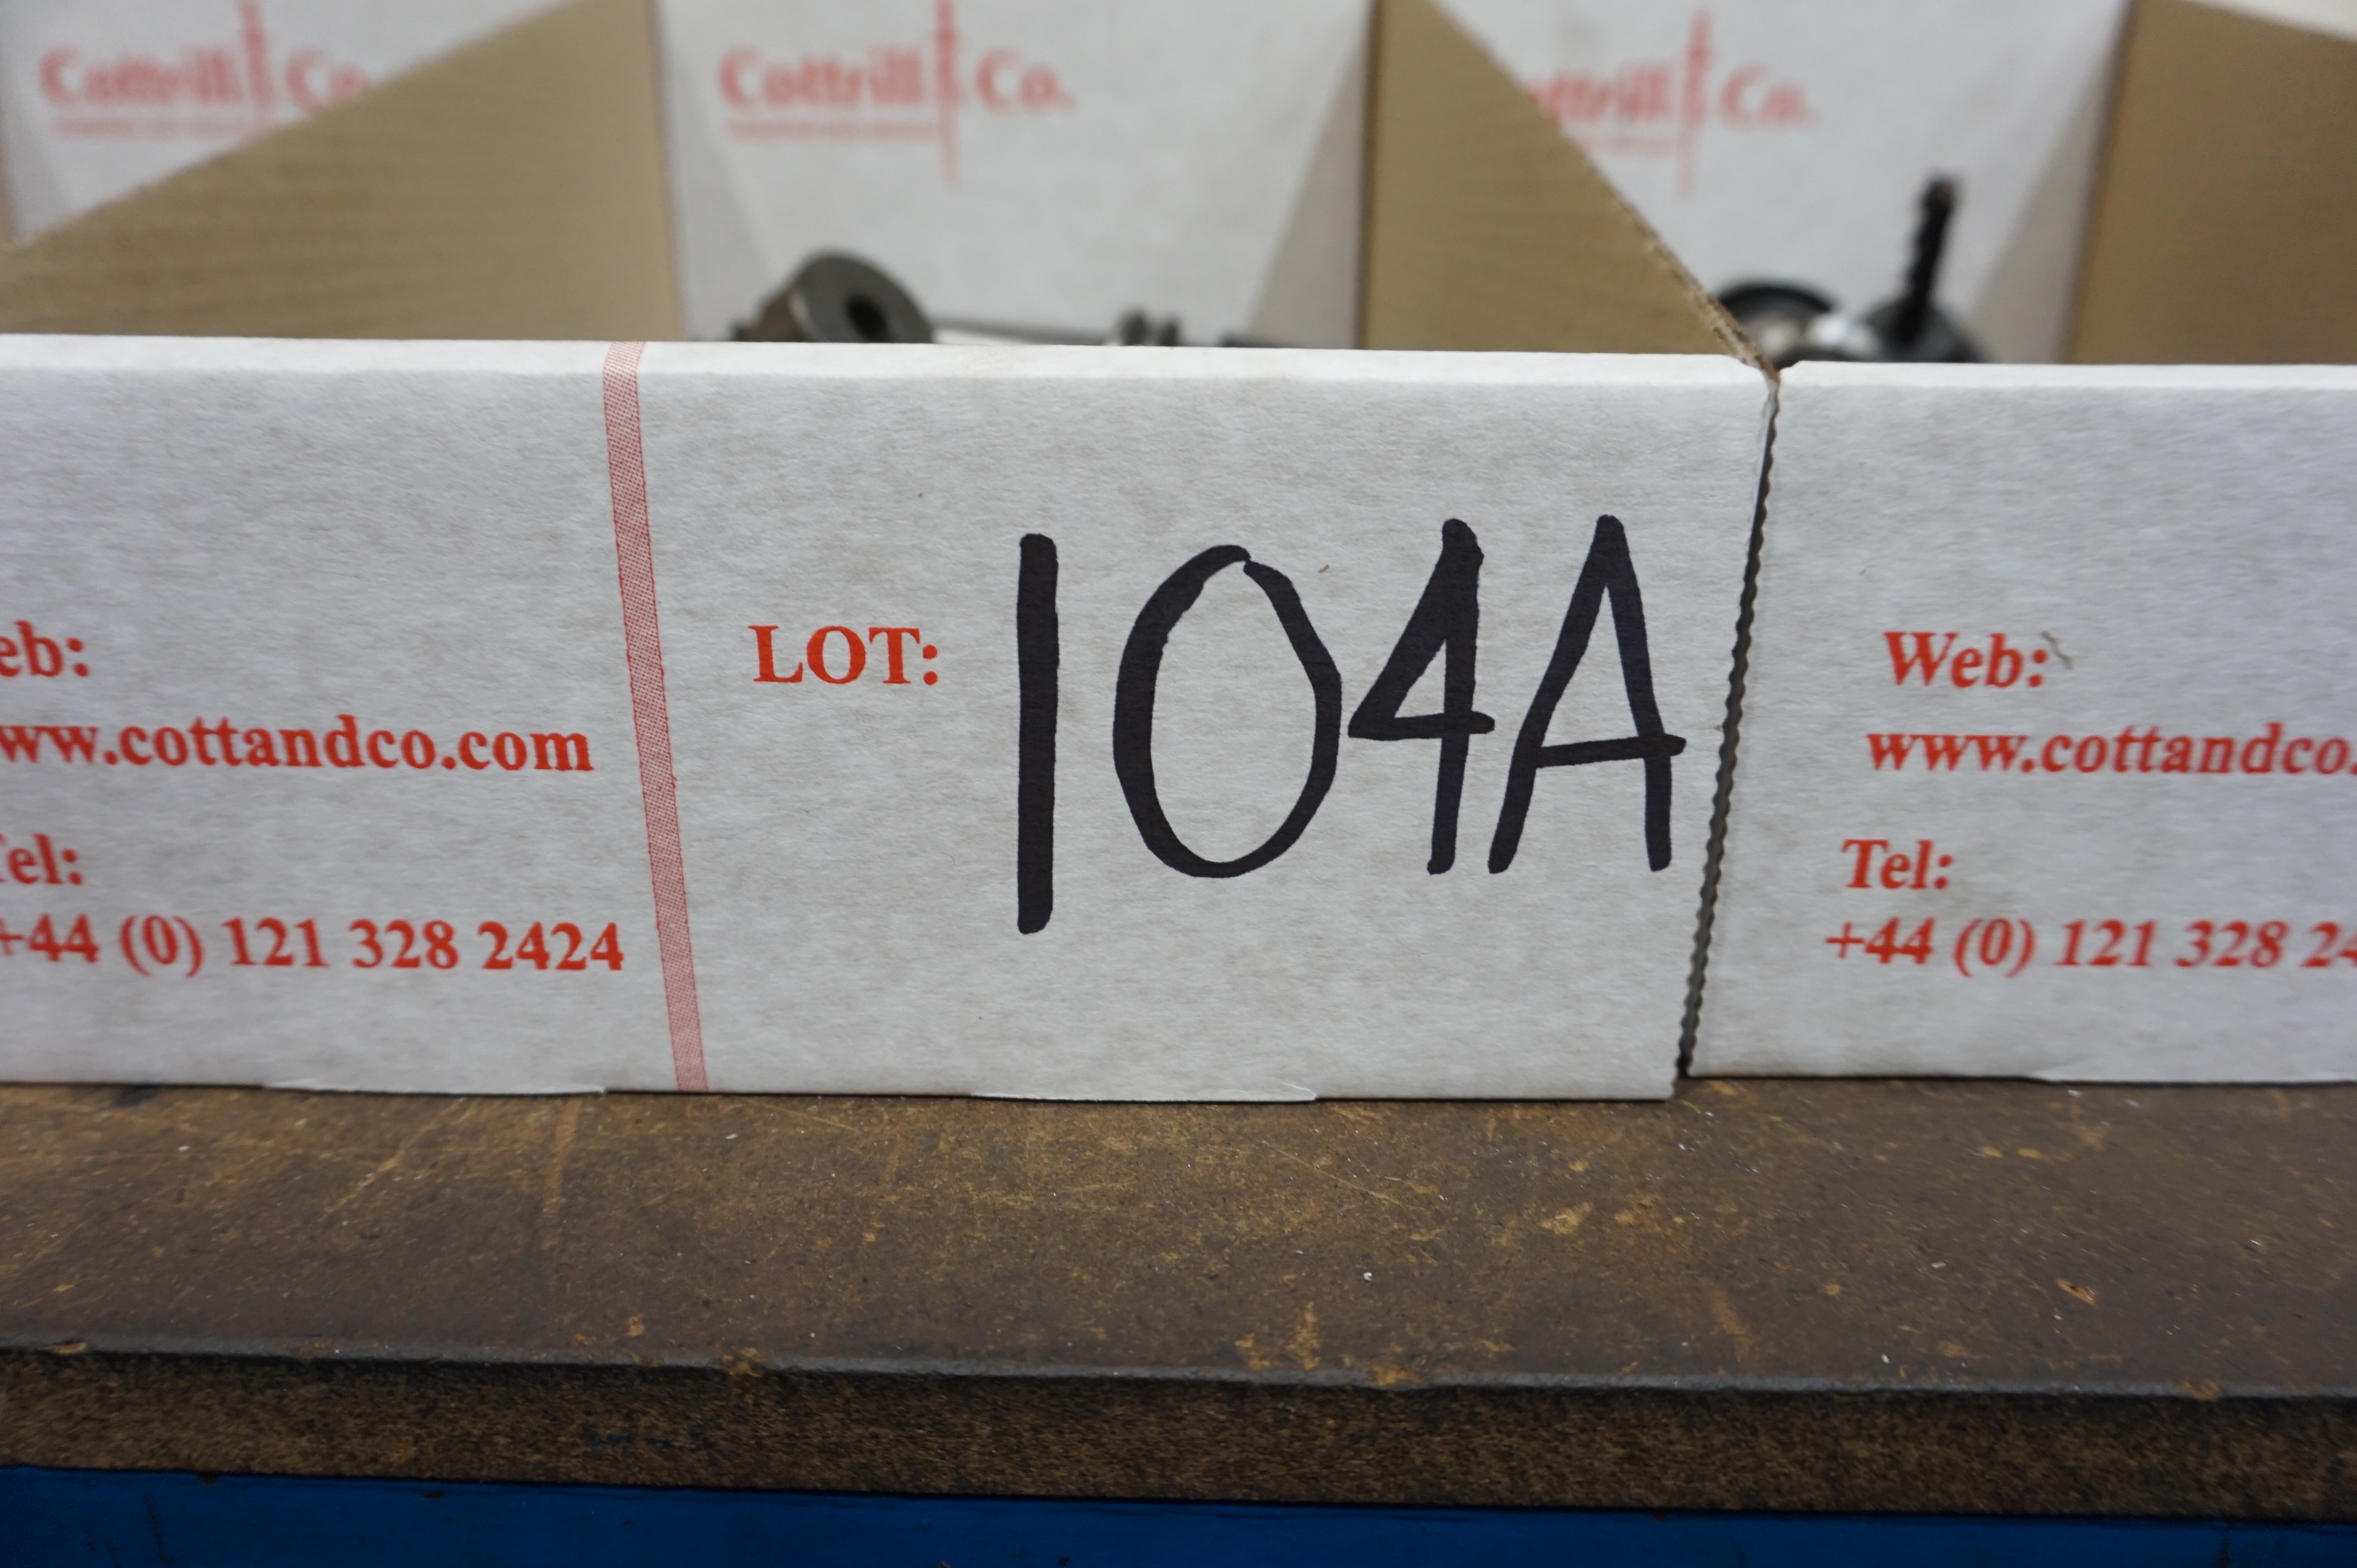 Cottrill & Co.
Cottrill Co.
Co.
eb:
ww.cottandco.com
Tel:
+44 (0) 121 328 2424
LOT: 104A
Web:
www.cottandco.
Tel:
+44 (0) 121 328 24